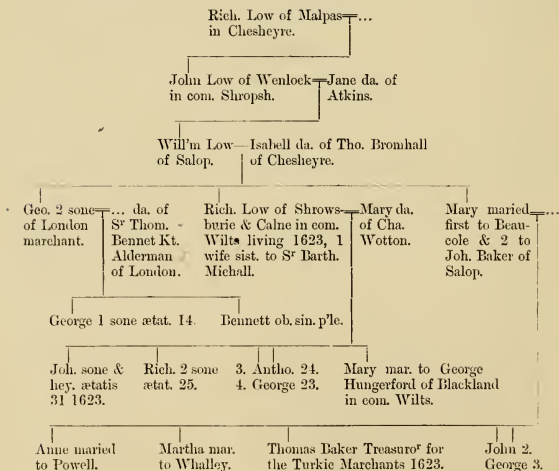 Rich. Low of Malpas=...
in Chesheyre.
John Low of Wenlock=Jane da. of
in com. Shropsh. Atkins.
Will'm Low—Isabell da. of Tho. Bromhall
of Salop. of Chesheyre.
Geo. 2 sone=... da. of
of London Sr Thom.
marchant. Bennet Kt.
Alderman
of London.
Rich. Low of Shrows-=Mary da.
burie & Calne in com. of Cha.
Wilts living 1623, 1 Wotton.
wife sist. to Sr Barth.
Michall.
Mary maried=...
first to Beau-
cole & 2 to
Joh. Baker of
Salop.
George 1 sone ætat. 14.
Bennett ob. sin. p'le.
Joh. sone &
hey. ætatis
31 1623.
Rich. 2 sone
ætat. 25.
3. Antho. 24.
4. George 23.
Mary mar. to George
Hungerford of Blackland
in com. Wilts.
Anne maried
to Powell.
Martha mar.
to Whalley.
Thomas Baker Treasuror for
the Turkie Marchants 1623.
John 2.
George 3.